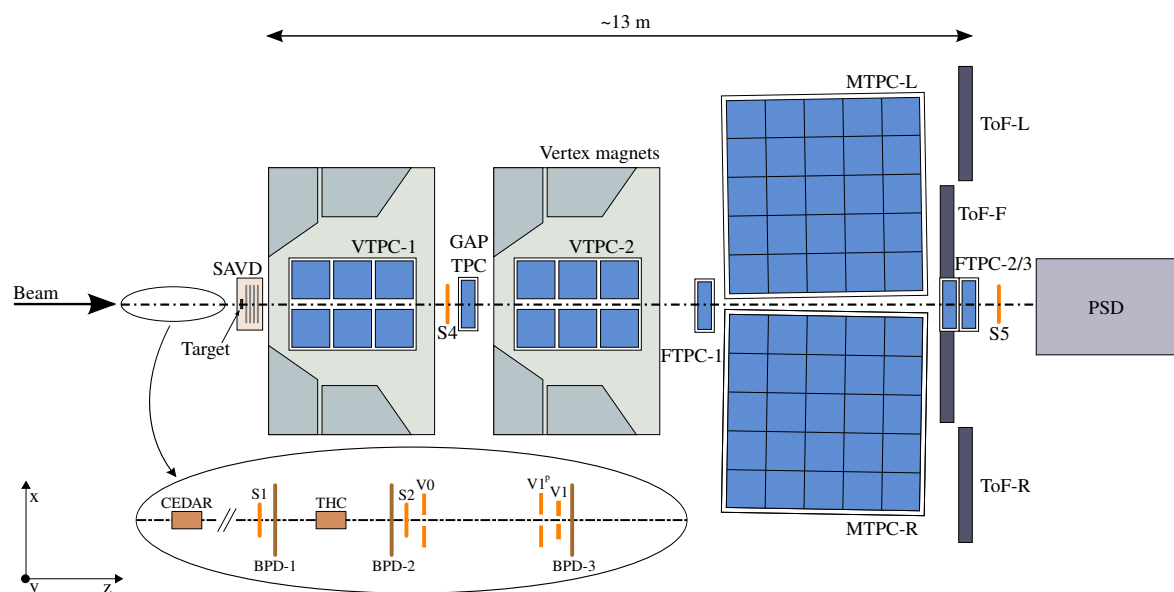 ~13 m
MTPC-L
ToF-L
Vertex magnets
ToF-F
VTPC-1
GAP
TPC
VTPC-2
SAVD
FTPC-2/3
Beam
PSD
Target
S4
FTPC-1
S5
x
CEDAR
S1
THC
S2
V0
V1p
V1
ToF-R
MTPC-R
BPD-1
BPD-2
BPD-3
y
z